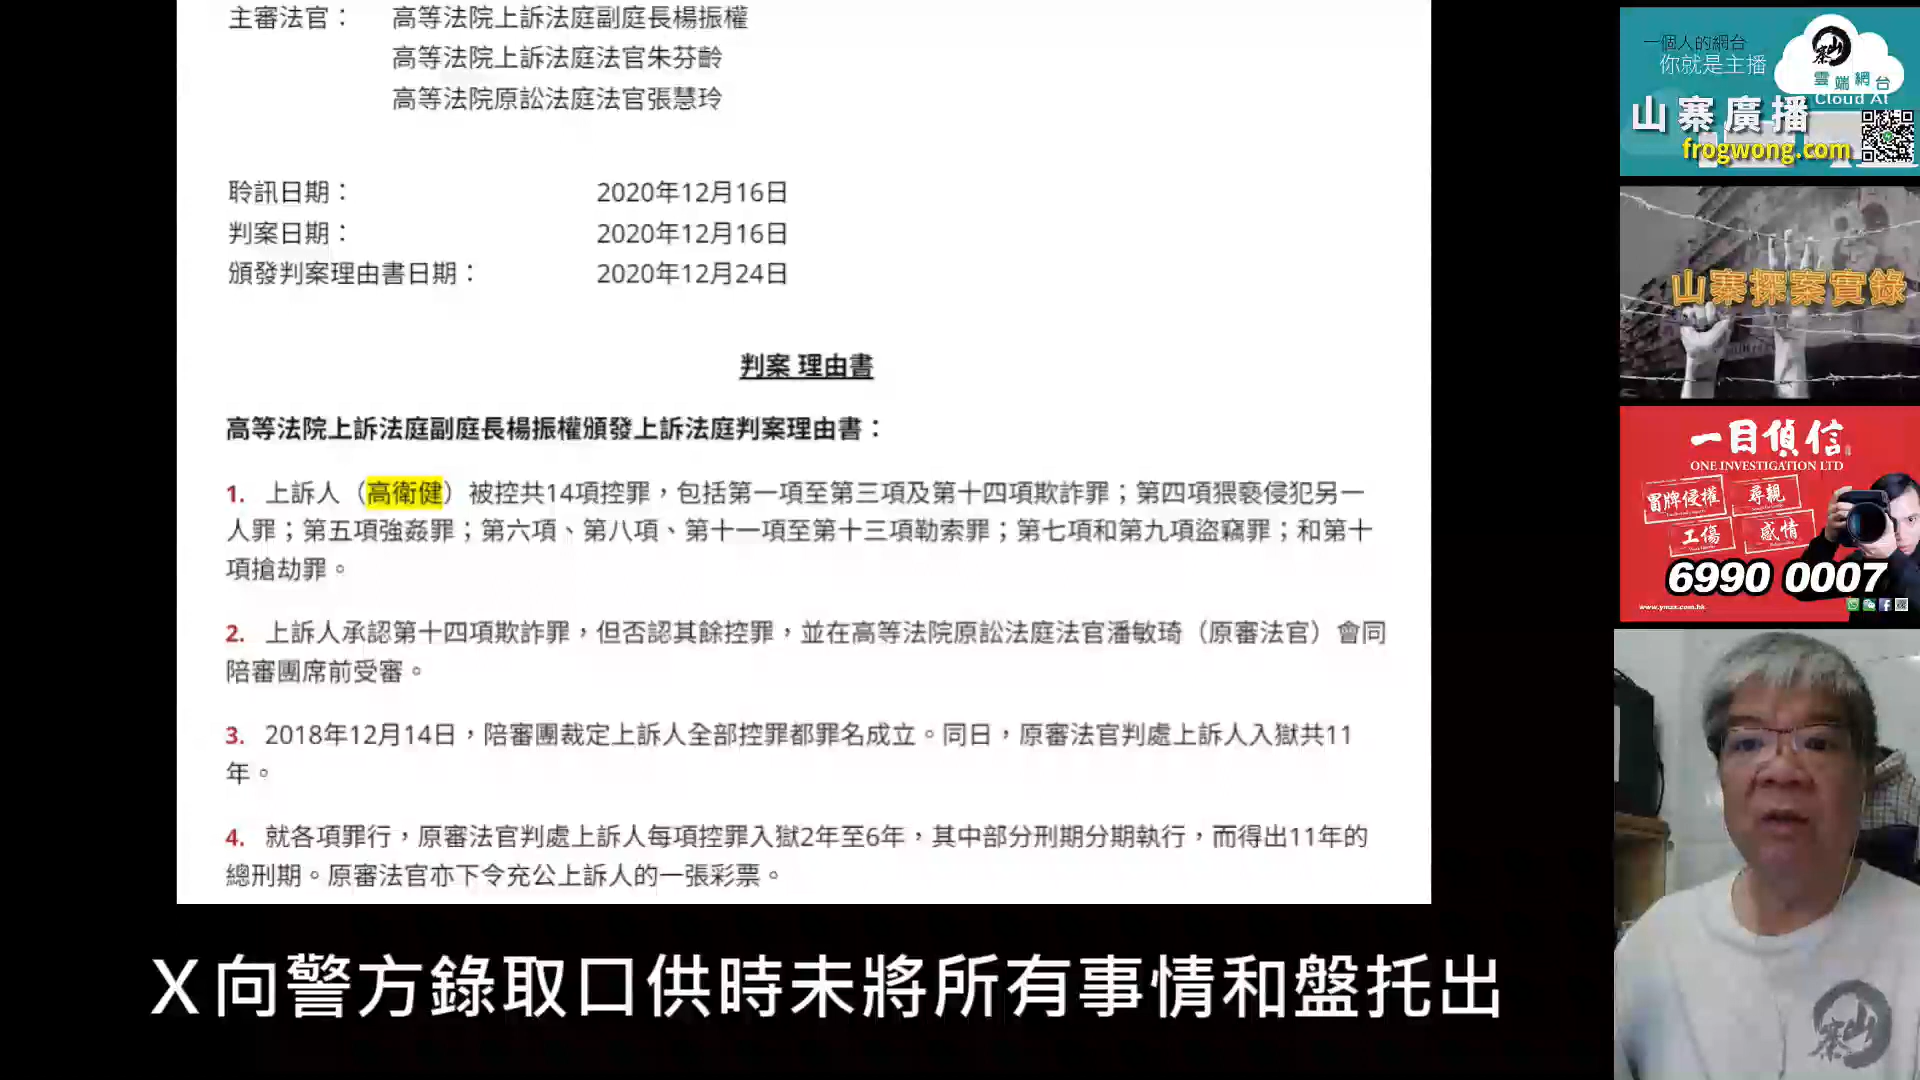 主審法官： 高等法院上訴法庭副庭長楊振權
高等法院上訴法庭法官朱芬齡
高等法院原訟法庭法官張慧玲
聆訊日期： 2020年12月16日
判案日期： 2020年12月16日
頒發判案理由書日期： 2020年12月24日
判案 理由書
高等法院上訴法庭副庭長楊振權頒發上訴法庭判案理由書：
1. 上訴人（高衛健）被控共14項控罪，包括第一項至第三項及第十四項欺詐罪；第四項猥褻侵犯另一
人罪；第五項強姦罪；第六項、第八項、第十一項至第十三項勒索罪；第七項和第九項盜竊罪；和第十
項搶劫罪。
2. 上訴人承認第十四項欺詐罪，但否認其餘控罪，並在高等法院原訟法庭法官潘敏琦（原審法官）會同
陪審團席前受審。
3. 2018年12月14日，陪審團裁定上訴人全部控罪都罪名成立。同日，原審法官判處上訴人入獄共11
年。
4. 就各項罪行，原審法官判處上訴人每項控罪入獄2年至6年，其中部分刑期分期執行，而得出11年的
總刑期。原審法官亦下令充公上訴人的一張彩票。
X向警方錄取口供時未將所有事情和盤托出
一個人的網台
你就是主播
山寨
雲端網台
Cloud AI
山寨廣播
frogwong.com
山寨探案實錄
一目偵信
ONE INVESTIGATION LTD
冒牌侵權
尋親
工傷
感情
6990 0007
www.ymzx.com.hk
山寨